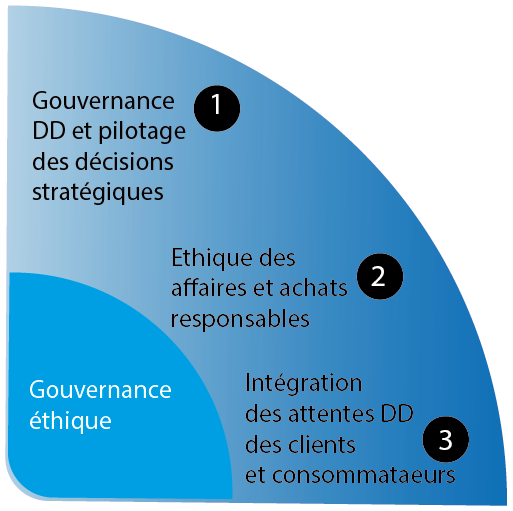 Gouvernance
DD et pilotage
des décisions
stratégiques
1
Ethique des
affaires et achats
responsables
2
Gouvernance
éthique
Intégration
des attentes DD
des clients
et consommataeurs
3